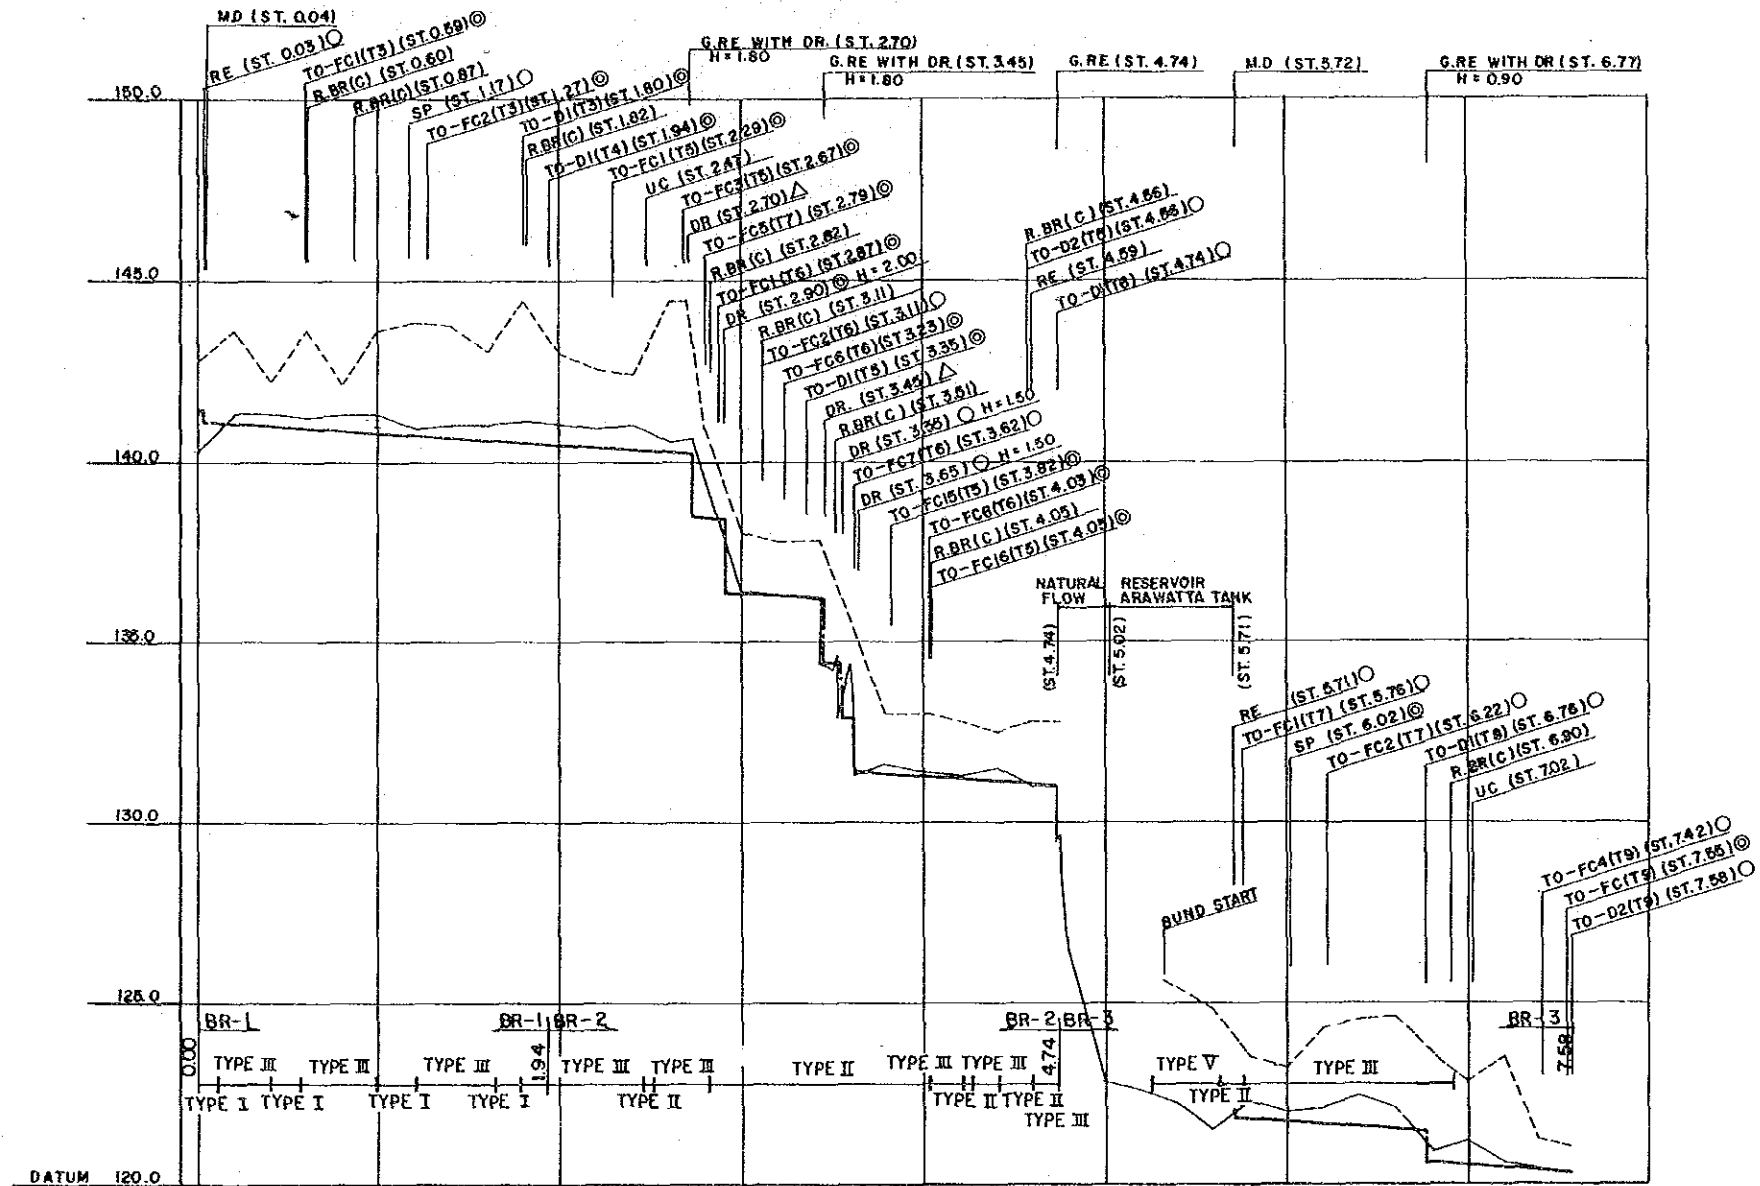 M.D (ST. 0.04)
RE (ST. 0.03)
TO-FC1(T3) (ST.0.59)
R.BR(C) (ST.0.60)
R.BR(C) (ST.0.87)
SP (ST. 1.17)
TO-FC2(T3)(ST.1.27)
TO-D1(T3)(ST.1.80)
R.BR(C) (ST.1.82)
TO-D1(T4)(ST.1.94)
TO-FC1(T5)(ST.2.29)
UC (ST. 2.47)
TO-FC3(T5)(ST.2.67)
DR (ST. 2.70)
TO-FC5(T7) (ST.2.79)
R.BR(C) (ST.2.82)
TO-FC1(T6) (ST.2.87)
DR (ST. 2.90) H = 2.00
R.BR(C) (ST.3.11)
TO-FC2(T6) (ST.3.11)
TO-FC6(T6)(ST.3.23)
TO-D1(T5) (ST.3.35)
DR. (ST.3.45)
R.BR(C) (ST.3.51)
DR (ST. 3.55) H = 1.50
TO-FC7(T6) (ST.3.62)
DR (ST. 3.65) H = 1.50
TO-FC15(T5) (ST.3.82)
TO-FC8(T6)(ST.4.03)
R.BR(C) (ST.4.05)
TO-FC16(T5)(ST.4.05)
G.RE WITH DR. (ST. 2.70)
H = 1.80
G.RE WITH DR (ST. 3.45)
H = 1.80
G.RE (ST. 4.74)
M.D (ST.5.72)
G.RE WITH DR (ST. 6.77)
H = 0.90
R.BR(C) (ST.4.56)
TO-D2(T6)(ST.4.58)
RE (ST. 4.59)
TO-D1(T8) (ST.4.74)
NATURAL FLOW
RESERVOIR
ARAWATTA TANK
(ST.4.74)
(ST. 5.02)
(ST. 5.71)
RE (ST. 5.71)
TO-FC1(T7) (ST.5.76)
SP (ST. 6.02)
TO-FC2(T7)(ST.6.22)
TO-D1(T8) (ST.6.76)
R.BR(C)(ST.6.90)
UC (ST. 7.02)
BUND START
TO-FC4(T9) (ST.7.42)
TO-FC(T9) (ST.7.55)
TO-D2(T9) (ST.7.58)
150.0
145.0
140.0
135.0
130.0
125.0
DATUM 120.0
BR-1
BR-1
BR-2
BR-2
BR-3
BR-3
0.00
1.94
4.74
7.58
TYPE III
TYPE III
TYPE III
TYPE III
TYPE III
TYPE II
TYPE III
TYPE III
TYPE V
TYPE III
TYPE I
TYPE I
TYPE I
TYPE I
TYPE II
TYPE II
TYPE II
TYPE III
TYPE II